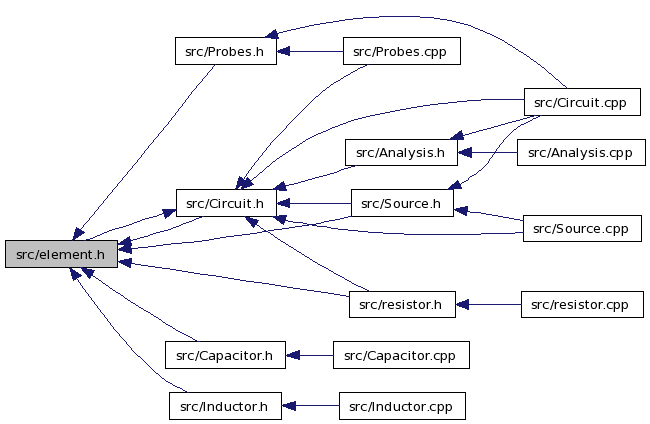 src/Probes.h
src/Probes.cpp
src/Circuit.cpp
src/Analysis.h
src/Analysis.cpp
src/Circuit.h
src/Source.h
src/Source.cpp
src/element.h
src/resistor.h
src/resistor.cpp
src/Capacitor.h
src/Capacitor.cpp
src/Inductor.h
src/Inductor.cpp